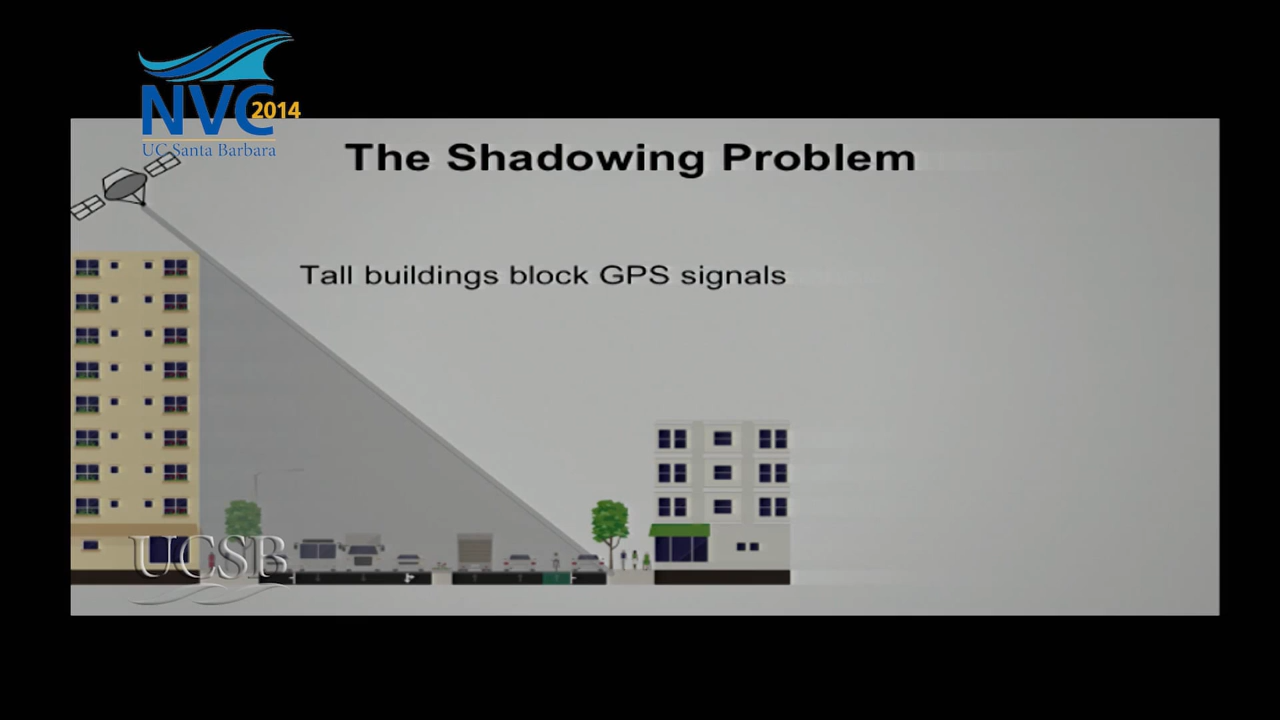 NVC 2014
UC Santa Barbara
The Shadowing Problem
Tall buildings block GPS signals
UCSB